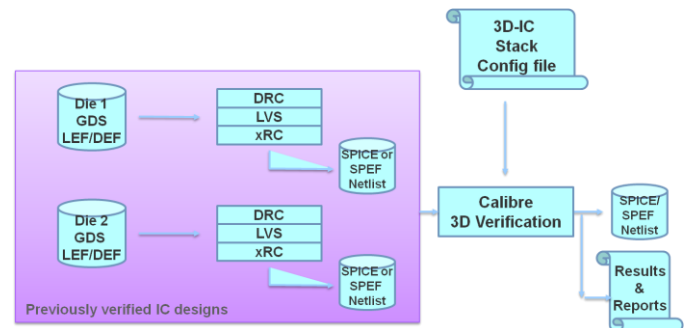 3D-IC
Stack
Config file
Die 1
GDS
LEF/DEF
DRC
LVS
xRC
SPICE or
SPEF
Netlist
Die 2
GDS
LEF/DEF
DRC
LVS
xRC
SPICE or
SPEF
Netlist
Previously verified IC designs
Calibre
3D Verification
SPICE/
SPEF
Netlist
Results
&
Reports